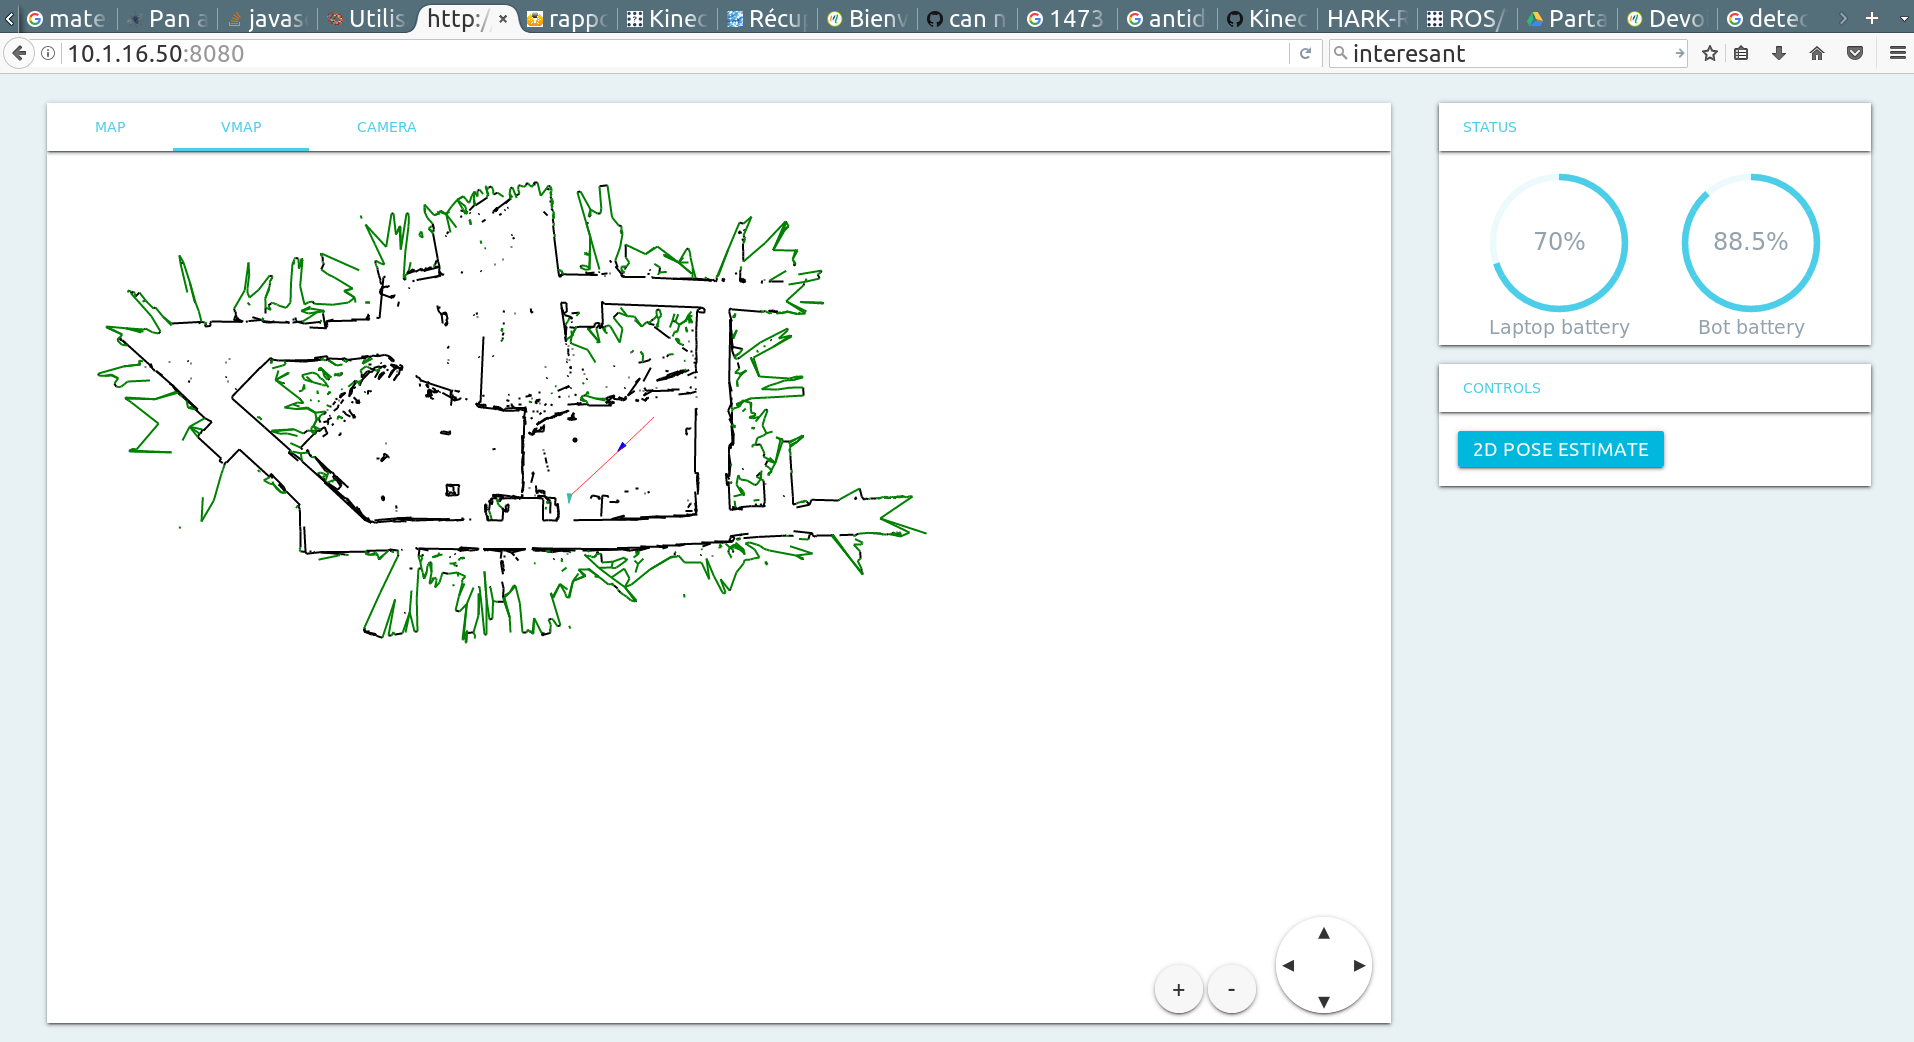 mate Pan a javas Utilis http:/ × rappo Kinec Récu Bienv can n 1473 antid Kinec HARK-R ROS/ Parta Devo detec
10.1.16.50:8080 interesant
MAP VMAP CAMERA
STATUS
70% 88.5%
Laptop battery Bot battery
CONTROLS
2D POSE ESTIMATE
+ -